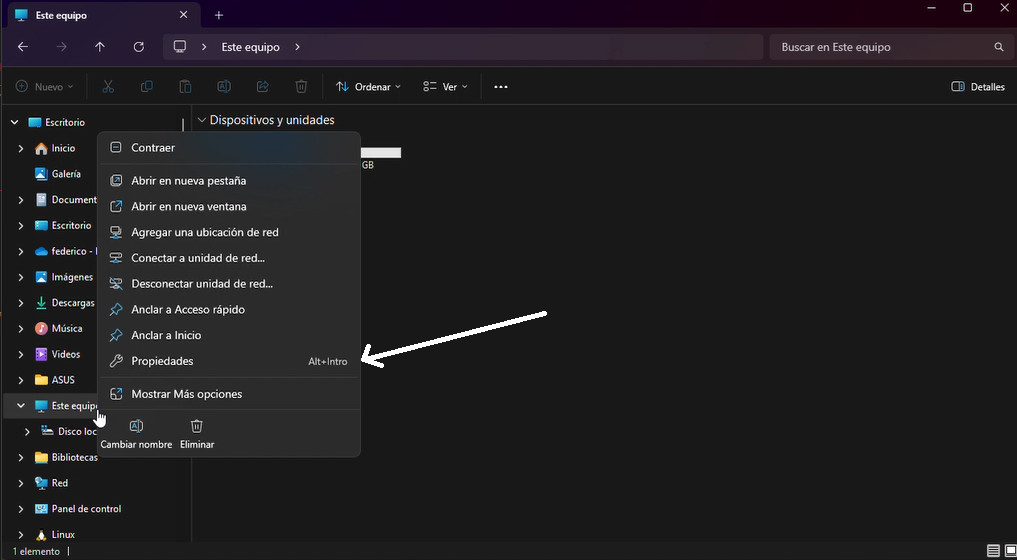 Este equipo
Este equipo
Buscar en Este equipo
Nuevo
Ordenar
Ver
Detalles
Escritorio
Inicio
Galería
Document
Escritorio
federico -
Imágenes
Descargas
Música
Videos
ASUS
Este equipo
Disco loc
Bibliotecas
Red
Panel de control
Linux
Dispositivos y unidades
GB
Contraer
Abrir en nueva pestaña
Abrir en nueva ventana
Agregar una ubicación de red
Conectar a unidad de red...
Desconectar unidad de red...
Anclar a Acceso rápido
Anclar a Inicio
Propiedades Alt+Intro
Mostrar Más opciones
Cambiar nombre Eliminar
1 elemento